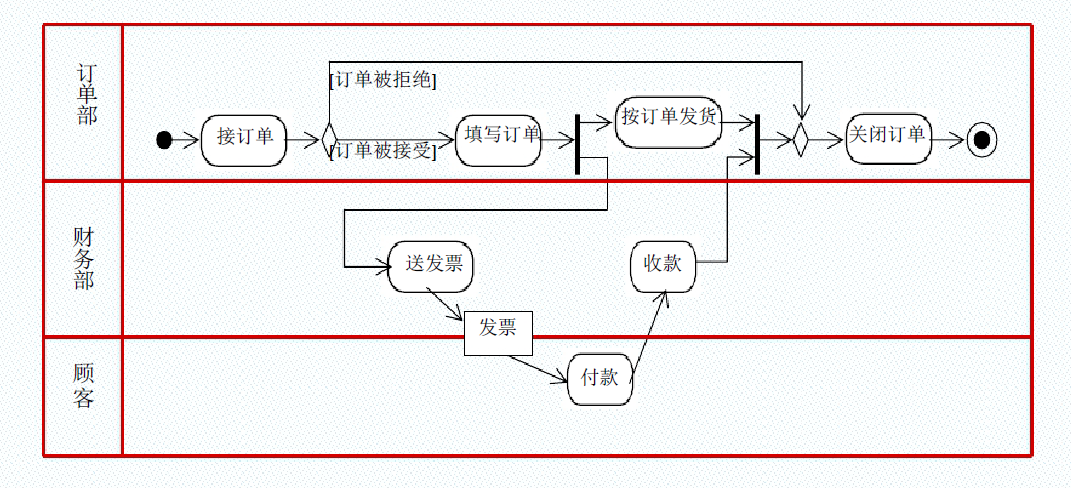 订单部
[订单被拒绝]
接订单
[订单被接受]
填写订单
按订单发货
关闭订单
财务部
送发票
收款
发票
顾客
付款